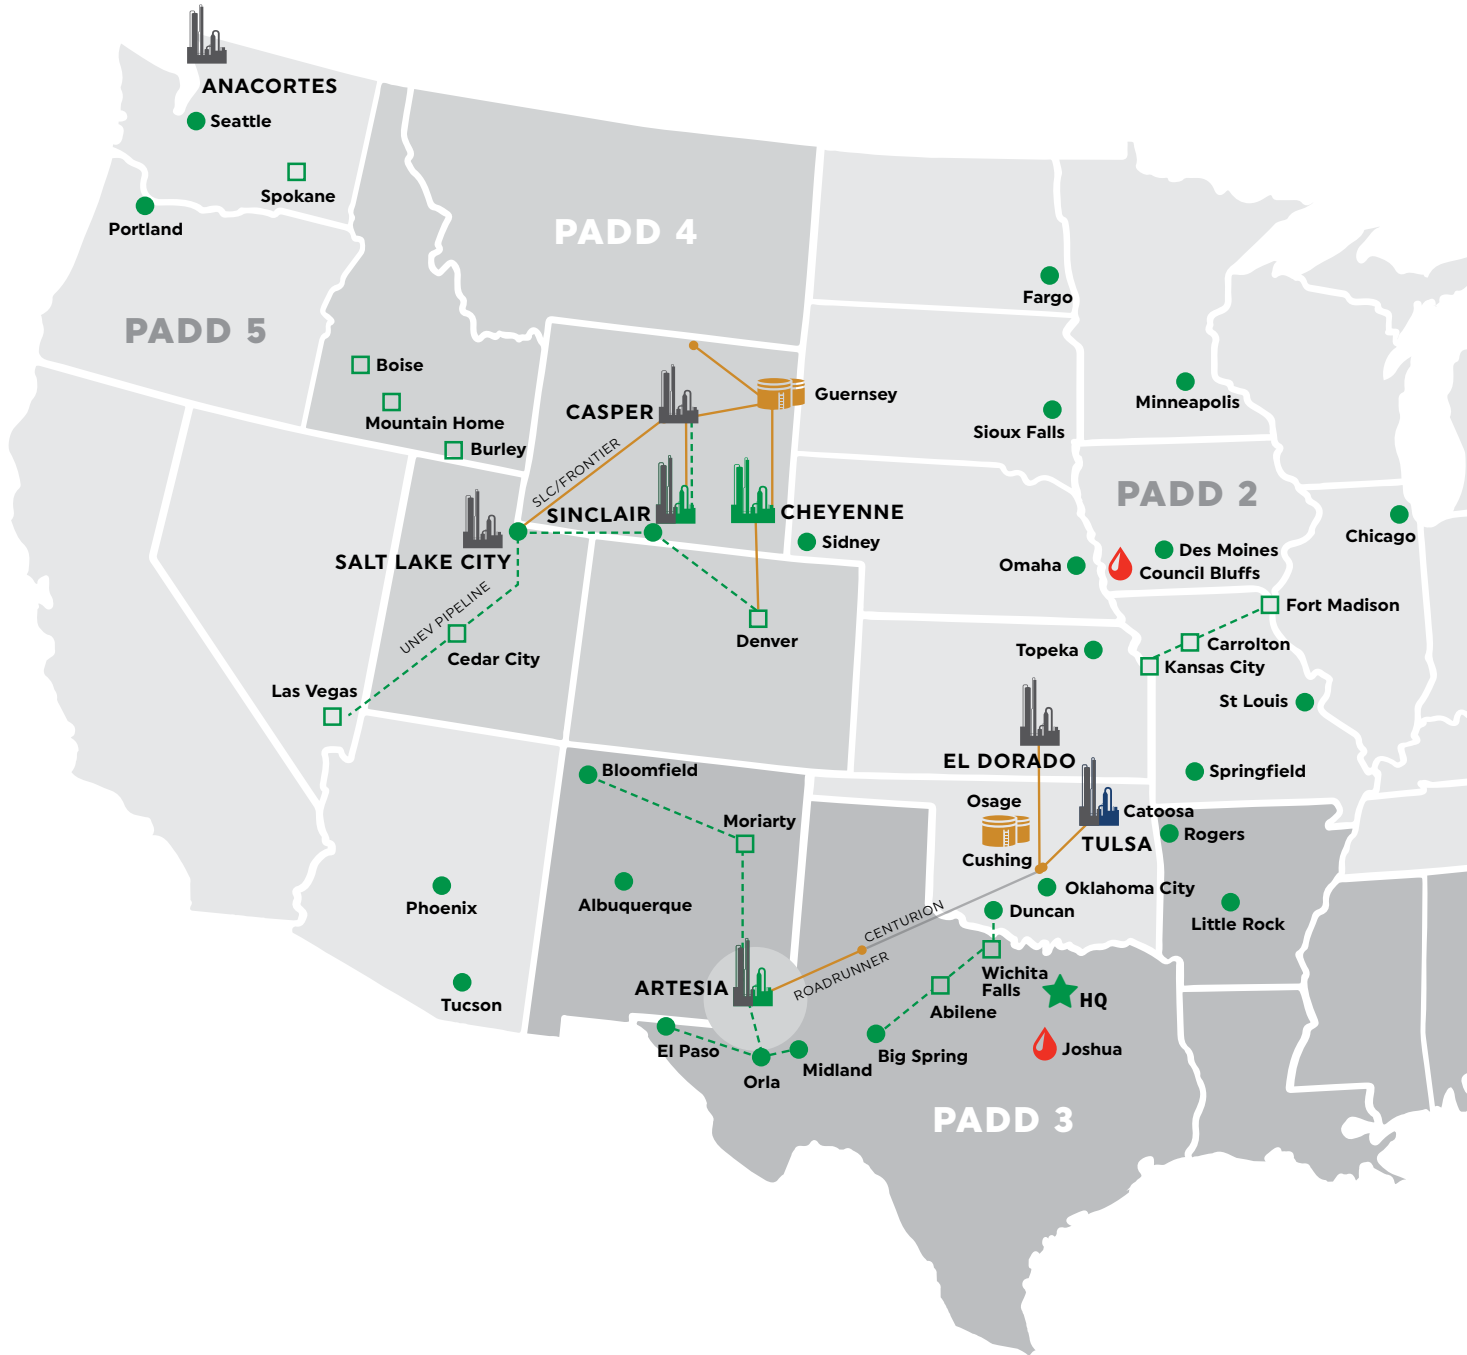 ANACORTES
Seattle
Spokane
Portland
PADD 4
PADD 5
Fargo
Boise
Mountain Home
Burley
CASPER
Guernsey
SLC/FRONTIER
Sioux Falls
Minneapolis
PADD 2
SINCLAIR
CHEYENNE
Sidney
SALT LAKE CITY
Chicago
Omaha
Des Moines
Council Bluffs
UNEV PIPELINE
Cedar City
Denver
Fort Madison
Carrolton
Kansas City
Topeka
Las Vegas
St Louis
EL DORADO
Springfield
Bloomfield
Moriarty
Osage
Cushing
Catoosa
TULSA
Rogers
Phoenix
Albuquerque
Oklahoma City
Duncan
Little Rock
CENTURION
ROADRUNNER
Wichita
Falls
ARTESIA
Tucson
Abilene
HQ
El Paso
Orla
Midland
Big Spring
Joshua
PADD 3